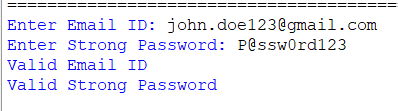 ========================================
Enter Email ID: john.doe123@gmail.com
Enter Strong Password: P@ssw0rd123
Valid Email ID
Valid Strong Password